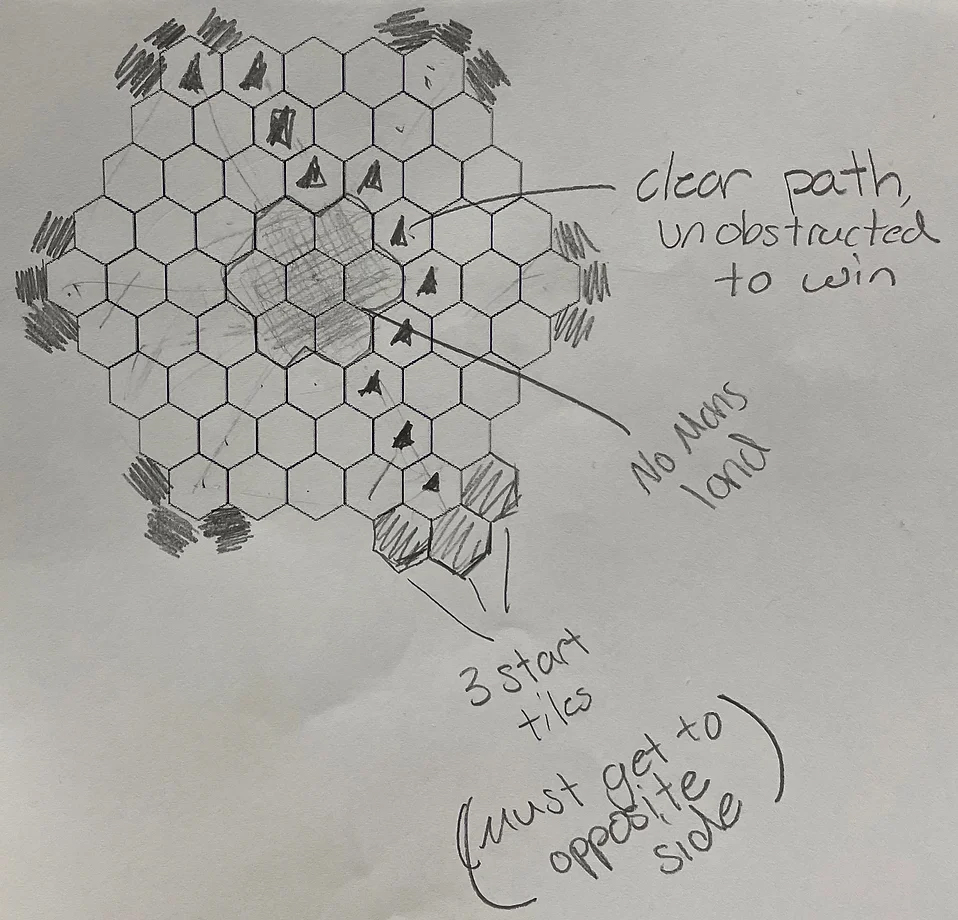 clear path,
unobstructed
to win
No Mans
land
3 start
tiles
(must get to
opposite
side)